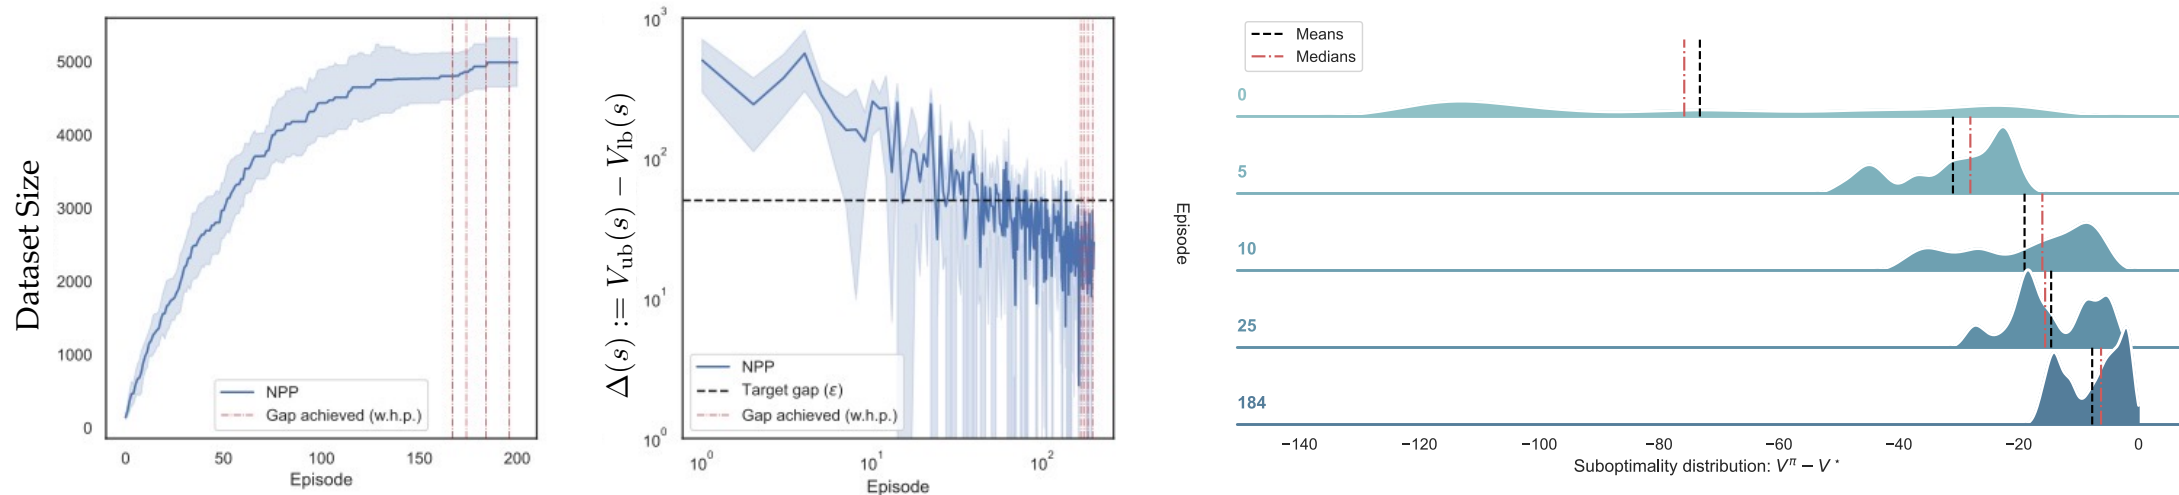 Dataset Size
5000
4000
3000
2000
1000
0
NPP
Gap achieved (w.h.p.)
0 50 100 150 200
Episode
Δ(s) := V_ub(s) − V_lb(s)
10^3
10^2
10^1
10^0
NPP
Target gap (ε)
Gap achieved (w.h.p.)
10^0 10^1 10^2
Episode
Means
Medians
Episode
0
5
10
25
184
−140 −120 −100 −80 −60 −40 −20 0
Suboptimality distribution: V^π − V^⋆